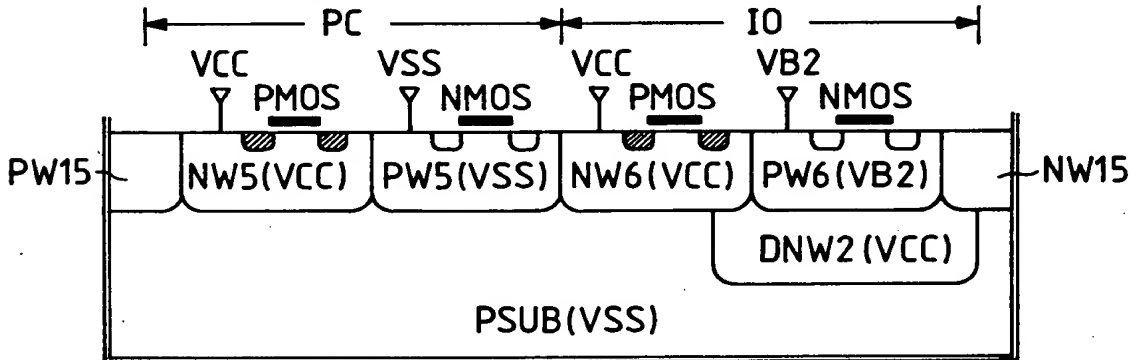 PC IO
VCC VSS VCC VB2
PMOS NMOS PMOS NMOS
PW15 NW5(VCC) PW5(VSS) NW6(VCC) PW6(VB2) NW15
DNW2(VCC)
PSUB(VSS)